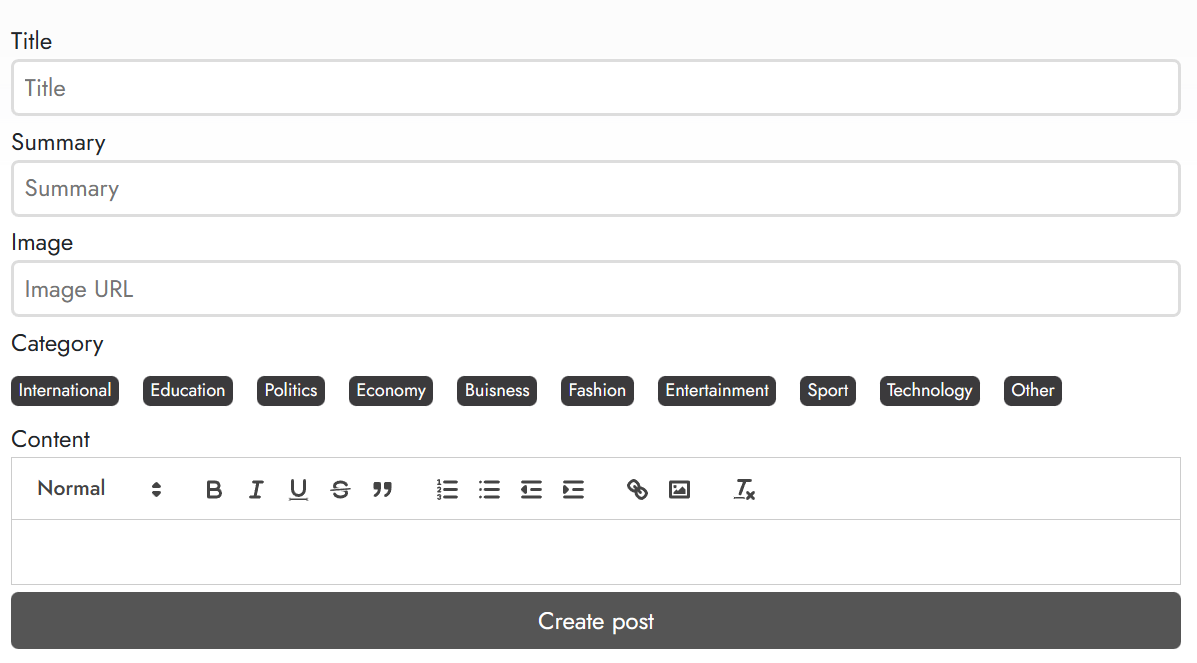 Title
Title
Summary
Summary
Image
Image URL
Category
International Education Politics Economy Buisness Fashion Entertainment Sport Technology Other
Content
Normal
Create post